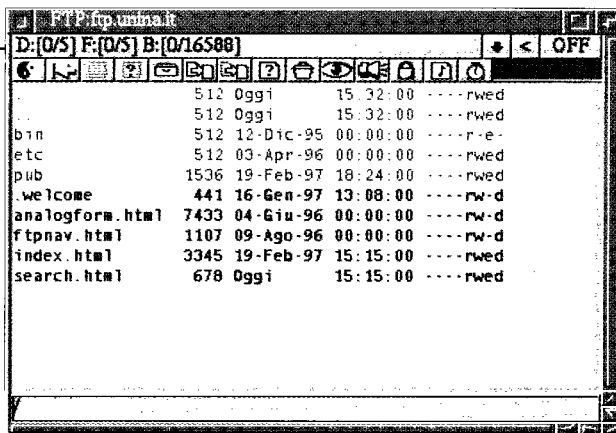 FTP:ftp.unina.it
D:[0/5] F:[0/5] B:[0/16588]
< OFF
. 512 Oggi 15:32:00 ----rwed
.. 512 Oggi 15:32:00 ----rwed
bin 512 12-Dic-95 00:00:00 ----r-e-
etc 512 03-Apr-96 00:00:00 ----rwed
pub 1536 19-Feb-97 18:24:00 ----rwed
.welcome 441 16-Gen-97 13:08:00 ----rw-d
analogform.html 7433 04-Giu-96 00:00:00 ----rw-d
ftpnav.html 1107 09-Ago-96 00:00:00 ----rw-d
index.html 3345 19-Feb-97 15:15:00 ----rwed
search.html 678 Oggi 15:15:00 ----rwed
/